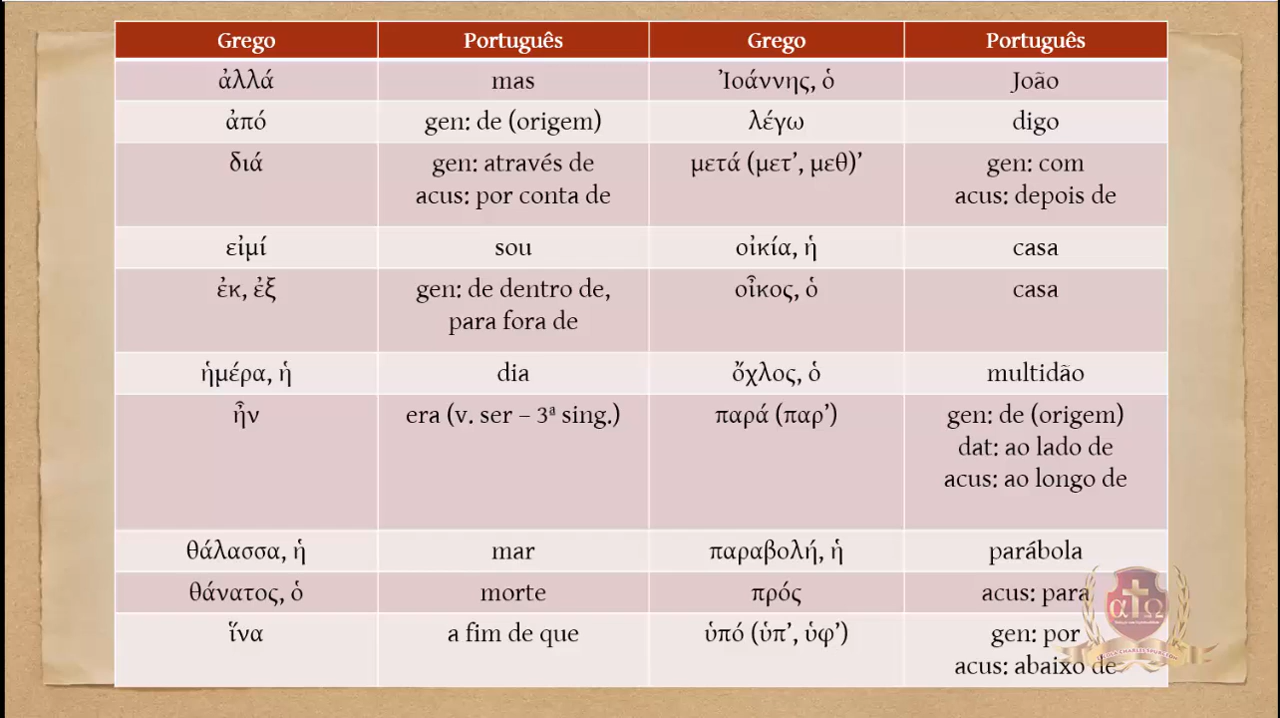 Grego Português Grego Português
ἀλλά mas Ἰοάννης, ὁ João
ἀπό gen: de (origem) λέγω digo
διά gen: através de μετά (μετ’, μεθ)’ gen: com
acus: por conta de acus: depois de
εἰμί sou οἰκία, ἡ casa
ἐκ, ἐξ gen: de dentro de, οἶκος, ὁ casa
para fora de
ἡμέρα, ἡ dia ὄχλος, ὁ multidão
ἦν era (v. ser – 3ª sing.) παρά (παρ’) gen: de (origem)
dat: ao lado de
acus: ao longo de
θάλασσα, ἡ mar παραβολή, ἡ parábola
θάνατος, ὁ morte πρός acus: para
ἵνα a fim de que ὑπό (ὑπ’, ὑφ’) gen: por
acus: abaixo de
α Ω
CHARLES SPURGEON